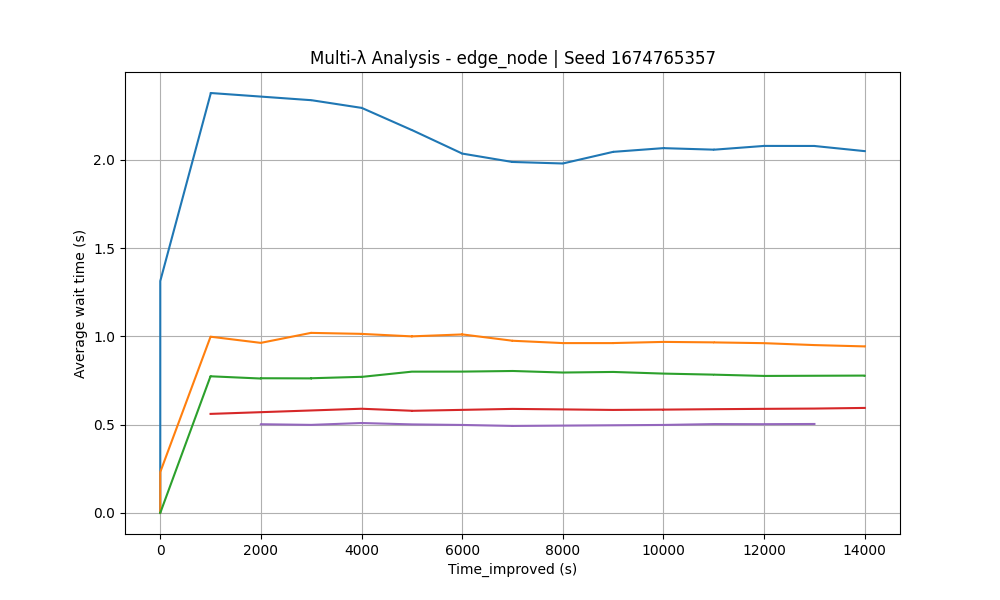 Multi-λ Analysis - edge_node | Seed 1674765357
Average wait time (s)
2.0
1.5
1.0
0.5
0.0
0 2000 4000 6000 8000 10000 12000 14000
Time_improved (s)